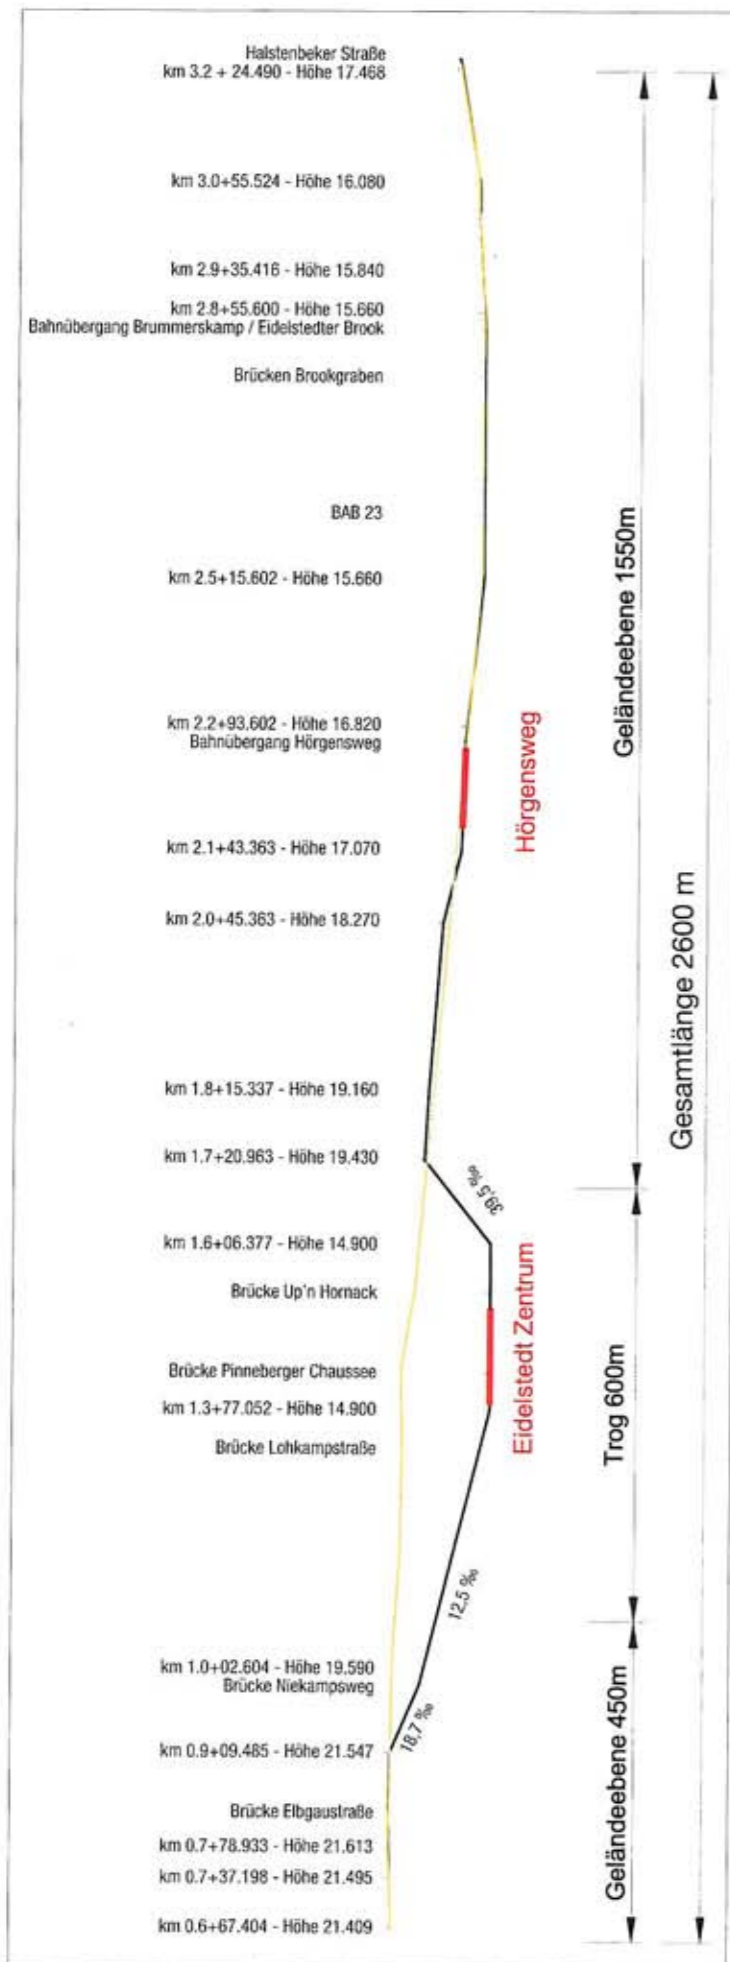 Halstenbeker Straße
km 3.2 + 24.490 - Höhe 17.468
km 3.0+55.524 - Höhe 16.080
km 2.9+35.416 - Höhe 15.840
km 2.8+55.600 - Höhe 15.660
Bahnübergang Brummerskamp / Eidelstedter Brook
Brücken Brookgraben
BAB 23
km 2.5+15.602 - Höhe 15.660
km 2.2+93.602 - Höhe 16.820
Bahnübergang Hörgensweg
km 2.1+43.363 - Höhe 17.070
km 2.0+45.363 - Höhe 18.270
km 1.8+15.337 - Höhe 19.160
km 1.7+20.963 - Höhe 19.430
km 1.6+06.377 - Höhe 14.900
Brücke Up'n Hornack
Brücke Pinneberger Chaussee
km 1.3+77.052 - Höhe 14.900
Brücke Lohkampstraße
km 1.0+02.604 - Höhe 19.590
Brücke Niekampsweg
km 0.9+09.485 - Höhe 21.547
Brücke Elbgaustraße
km 0.7+78.933 - Höhe 21.613
km 0.7+37.198 - Höhe 21.495
km 0.6+67.404 - Höhe 21.409
39,5 ‰
12,5 ‰
18,7 ‰
Hörgensweg
Eidelstedt Zentrum
Geländeebene 1550m
Trog 600m
Geländeebene 450m
Gesamtlänge 2600 m